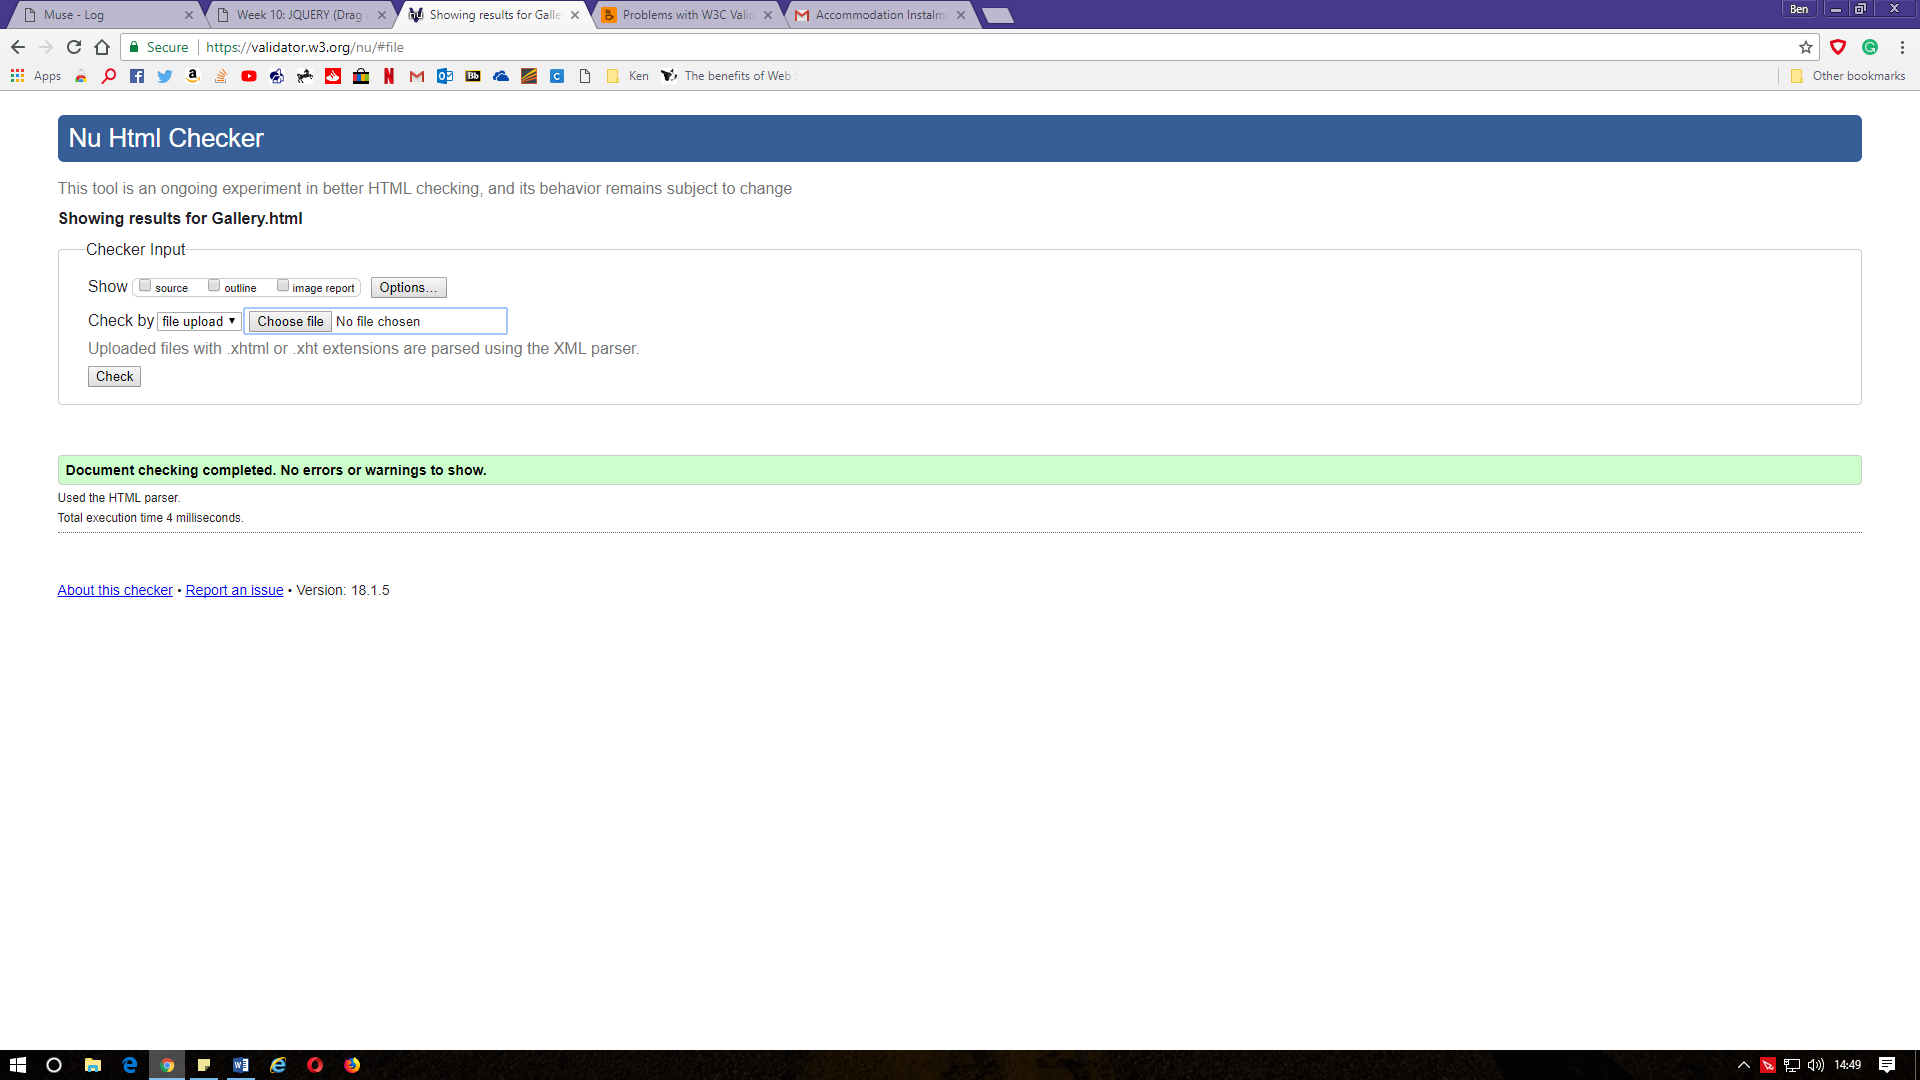 Muse - Log
Week 10: JQUERY (Drag
Showing results for Galle
Problems with W3C Valid
Accommodation Instalm
Ben
Secure
https://validator.w3.org/nu/#file
Apps
Bb
Ken
The benefits of Web
Other bookmarks
Nu Html Checker
This tool is an ongoing experiment in better HTML checking, and its behavior remains subject to change
Showing results for Gallery.html
Checker Input
Show source outline image report Options...
Check by file upload Choose file No file chosen
Uploaded files with .xhtml or .xht extensions are parsed using the XML parser.
Check
Document checking completed. No errors or warnings to show.
Used the HTML parser.
Total execution time 4 milliseconds.
About this checker • Report an issue • Version: 18.1.5
14:49